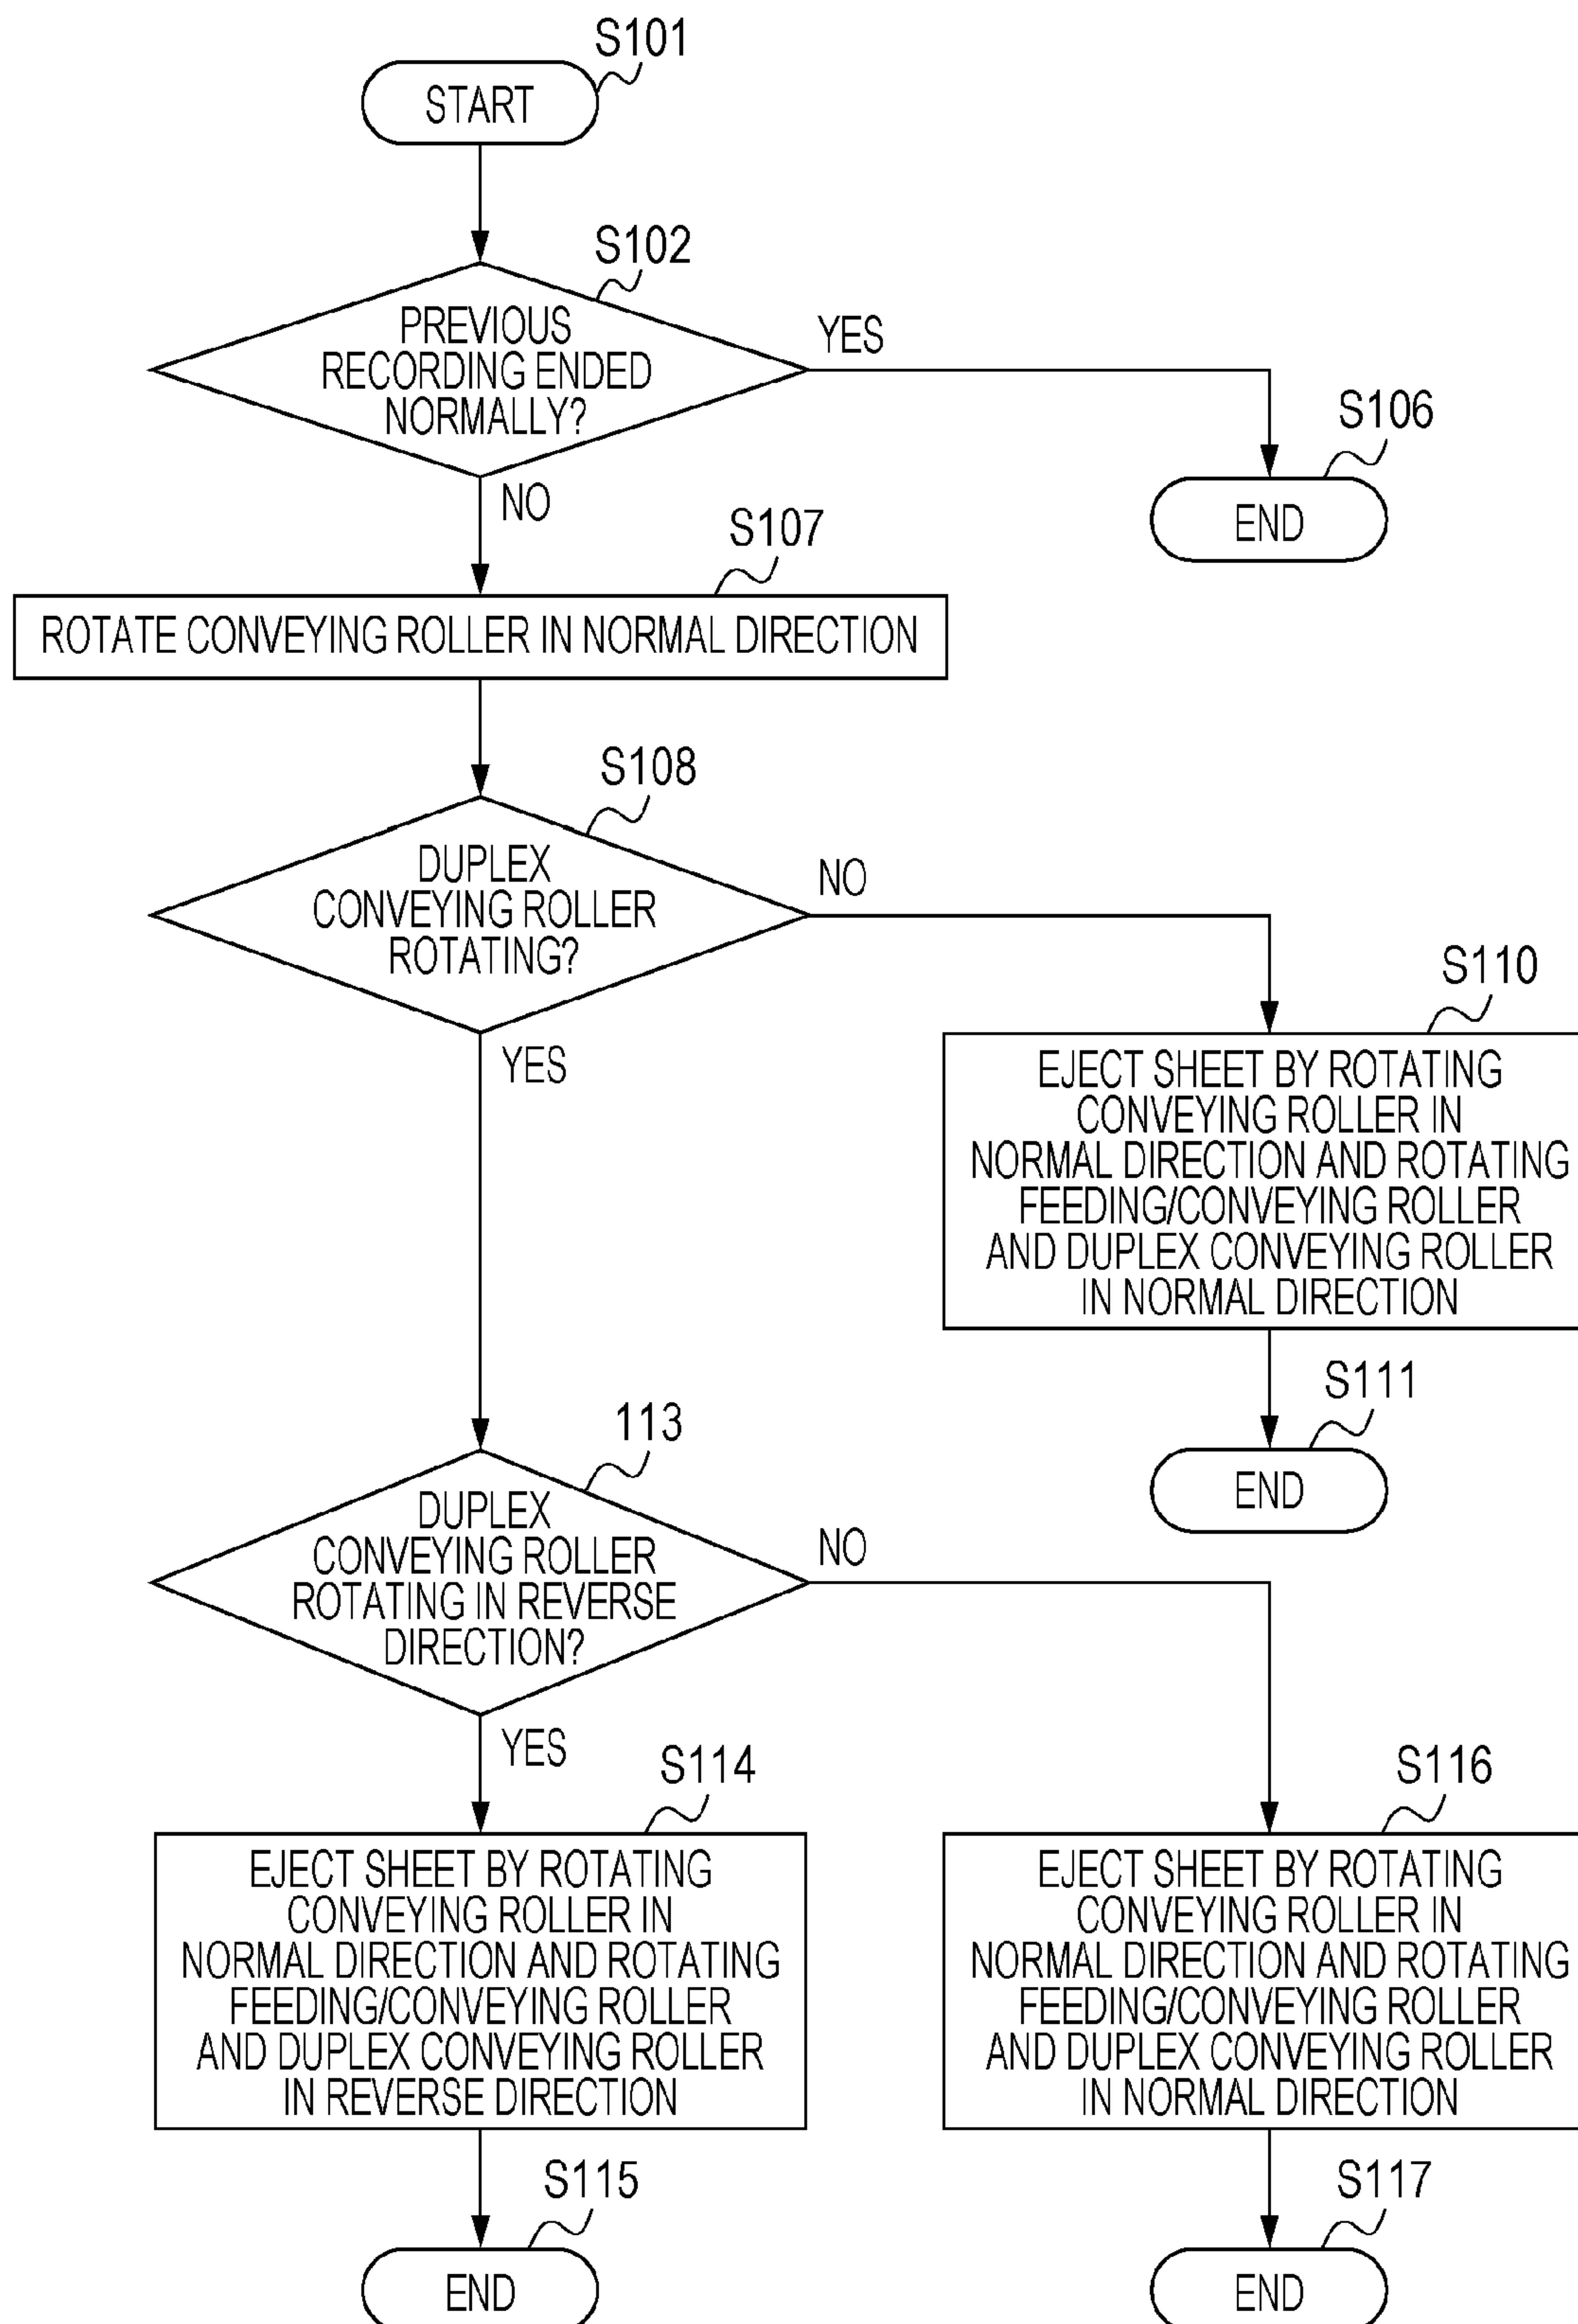 S101
START
S102
PREVIOUS
RECORDING ENDED
NORMALLY?
YES
NO
S106
END
S107
ROTATE CONVEYING ROLLER IN NORMAL DIRECTION
S108
DUPLEX
CONVEYING ROLLER
ROTATING?
NO
YES
S110
EJECT SHEET BY ROTATING
CONVEYING ROLLER IN
NORMAL DIRECTION AND ROTATING
FEEDING/CONVEYING ROLLER
AND DUPLEX CONVEYING ROLLER
IN NORMAL DIRECTION
S111
END
113
DUPLEX
CONVEYING ROLLER
ROTATING IN REVERSE
DIRECTION?
NO
YES
S114
EJECT SHEET BY ROTATING
CONVEYING ROLLER IN
NORMAL DIRECTION AND ROTATING
FEEDING/CONVEYING ROLLER
AND DUPLEX CONVEYING ROLLER
IN REVERSE DIRECTION
S116
EJECT SHEET BY ROTATING
CONVEYING ROLLER IN
NORMAL DIRECTION AND ROTATING
FEEDING/CONVEYING ROLLER
AND DUPLEX CONVEYING ROLLER
IN NORMAL DIRECTION
S115
END
S117
END